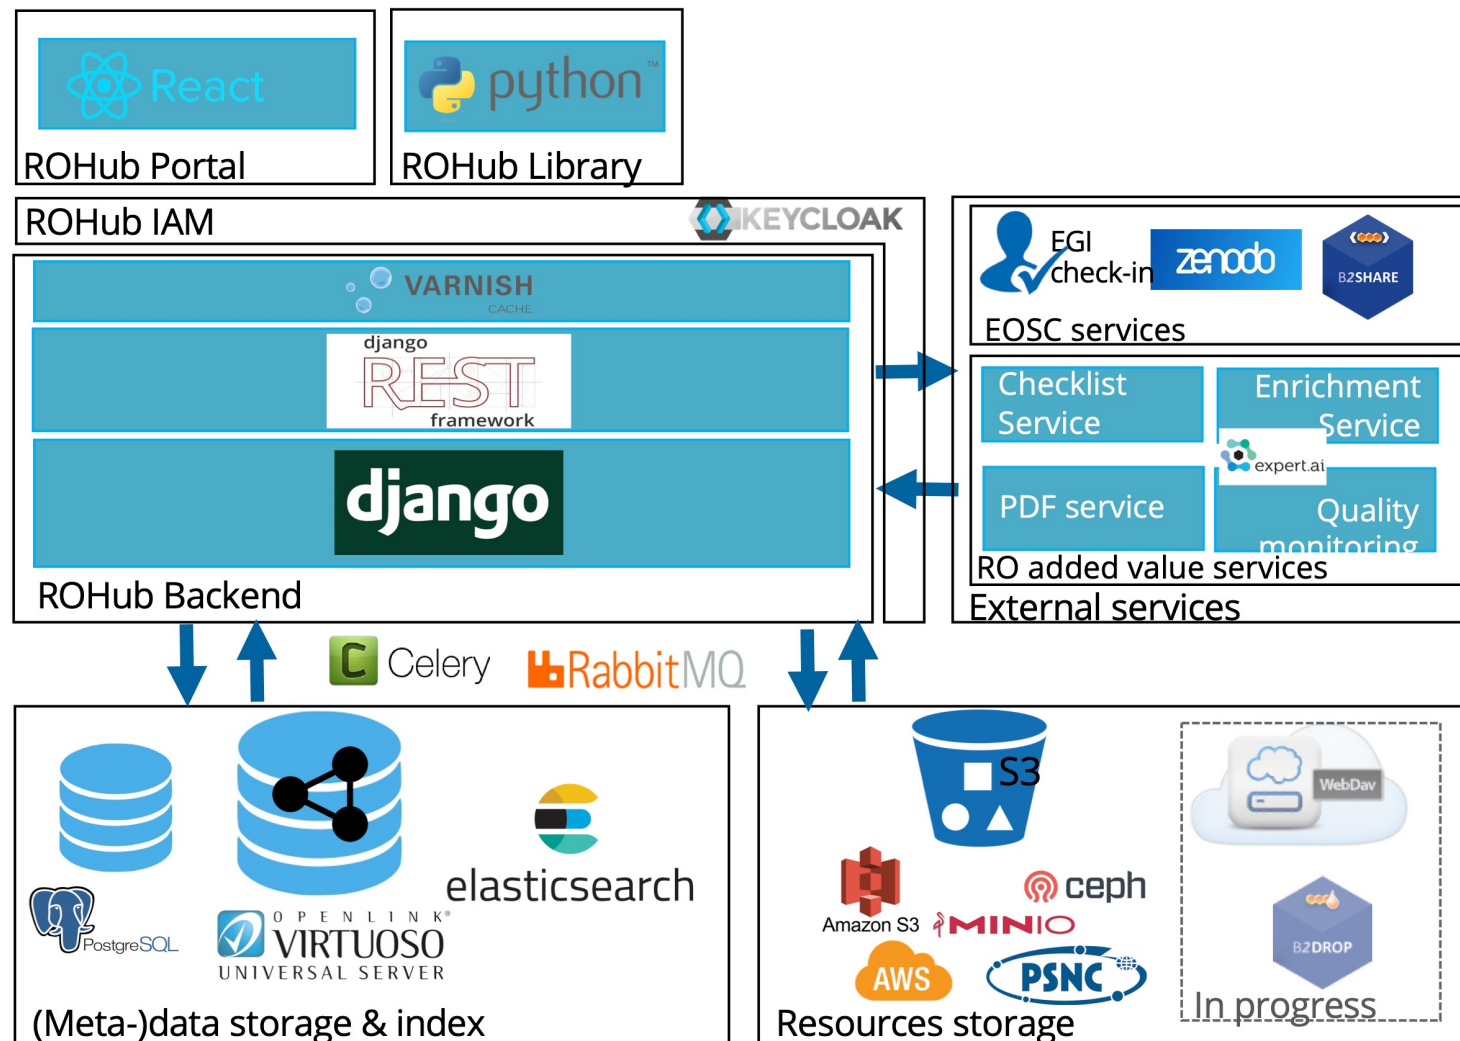 React
ROHub Portal
python™
ROHub Library
ROHub IAM
KEYCLOAK
VARNISH
CACHE
django
REST
framework
django
ROHub Backend
EGI
check-in
zenodo
B2SHARE
EOSC services
Checklist
Service
Enrichment
Service
expert.ai
PDF service
Quality
monitoring
RO added value services
External services
C Celery
RabbitMQ
PostgreSQL
OPENLINK®
VIRTUOSO
UNIVERSAL SERVER
elasticsearch
(Meta-)data storage & index
S3
Amazon S3
ceph
MINIO
AWS
PSNC
Resources storage
WebDav
B2DROP
In progress